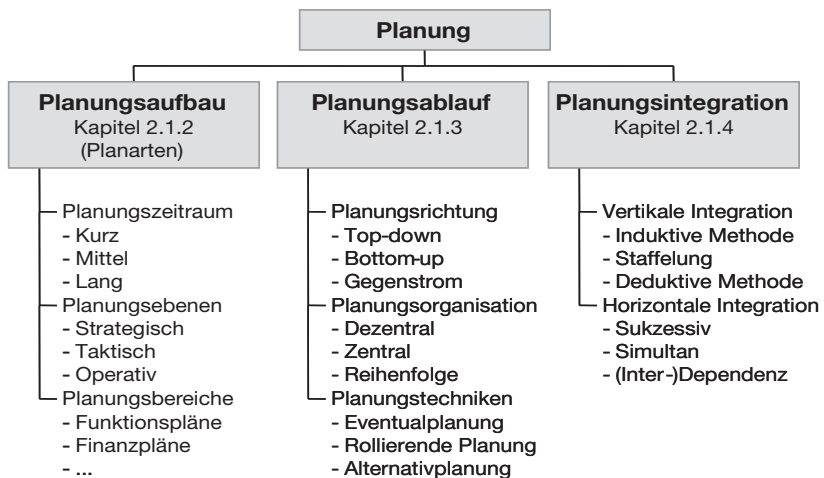 Planung
Planungsaufbau
Kapitel 2.1.2
(Planarten)
Planungszeitraum
- Kurz
- Mittel
- Lang
Planungsebenen
- Strategisch
- Taktisch
- Operativ
Planungsbereiche
- Funktionspläne
- Finanzpläne
- ...
Planungsablauf
Kapitel 2.1.3
Planungsrichtung
- Top-down
- Bottom-up
- Gegenstrom
Planungsorganisation
- Dezentral
- Zentral
- Reihenfolge
Planungstechniken
- Eventualplanung
- Rollierende Planung
- Alternativplanung
Planungsintegration
Kapitel 2.1.4
Vertikale Integration
- Induktive Methode
- Staffelung
- Deduktive Methode
Horizontale Integration
- Sukzessiv
- Simultan
- (Inter-)Dependenz